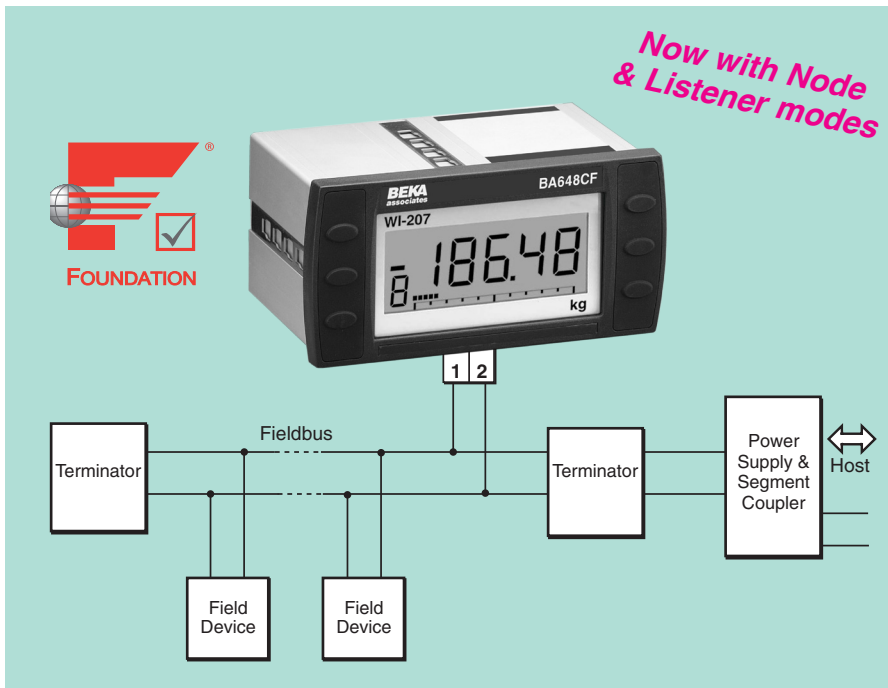 Now with Node
& Listener modes
®
FOUNDATION
BEKA
associates
BA648CF
WI-207
8 186.48
kg
1 2
Fieldbus
Terminator
Terminator
Power
Supply &
Segment
Coupler
Host
Field
Device
Field
Device